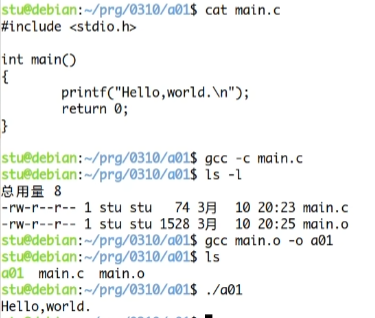 stu@debian:~/prg/0310/a01$ cat main.c
#include <stdio.h>

int main()
{
        printf("Hello,world.\n");
        return 0;
}
stu@debian:~/prg/0310/a01$ gcc -c main.c
stu@debian:~/prg/0310/a01$ ls -l
总用量 8
-rw-r--r-- 1 stu stu   74 3月  10 20:23 main.c
-rw-r--r-- 1 stu stu 1528 3月  10 20:25 main.o
stu@debian:~/prg/0310/a01$ gcc main.o -o a01
stu@debian:~/prg/0310/a01$ ls
a01  main.c  main.o
stu@debian:~/prg/0310/a01$ ./a01
Hello,world.